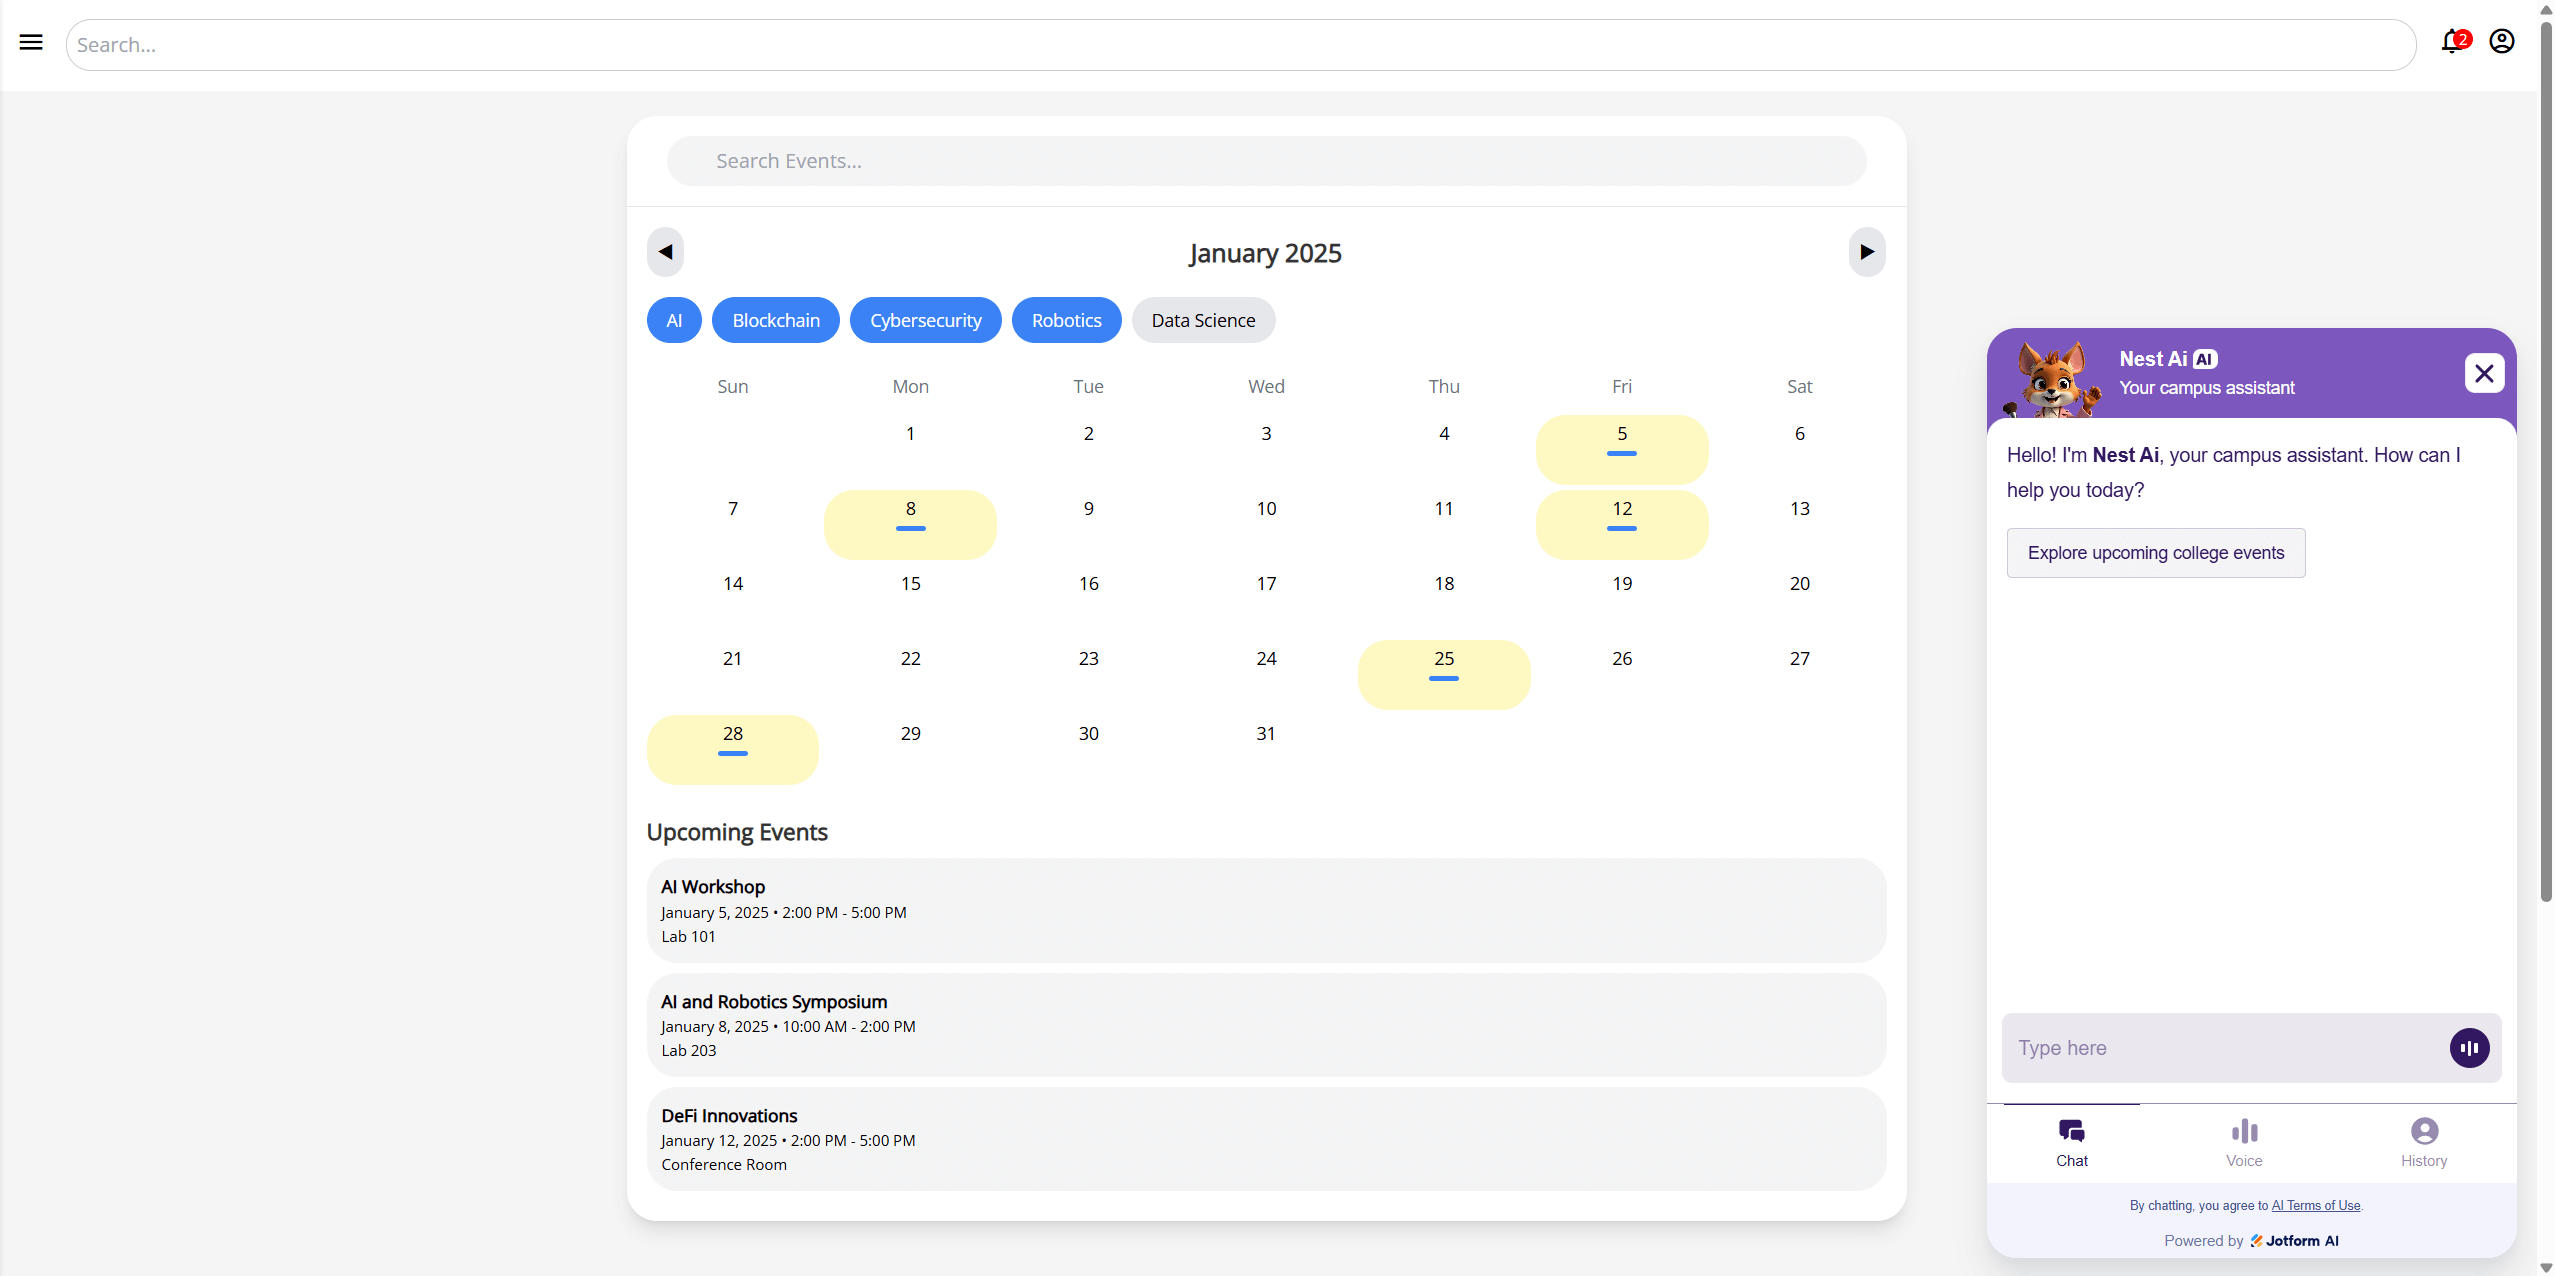 Search...
2
Search Events...
◀ January 2025 ▶
AI Blockchain Cybersecurity Robotics Data Science
Sun Mon Tue Wed Thu Fri Sat
1 2 3 4 5 6
7 8 9 10 11 12 13
14 15 16 17 18 19 20
21 22 23 24 25 26 27
28 29 30 31
Upcoming Events
AI Workshop
January 5, 2025 • 2:00 PM - 5:00 PM
Lab 101
AI and Robotics Symposium
January 8, 2025 • 10:00 AM - 2:00 PM
Lab 203
DeFi Innovations
January 12, 2025 • 2:00 PM - 5:00 PM
Conference Room
Nest Ai AI
Your campus assistant
Hello! I'm Nest Ai, your campus assistant. How can I
help you today?
Explore upcoming college events
Type here
Chat Voice History
By chatting, you agree to AI Terms of Use.
Powered by Jotform AI